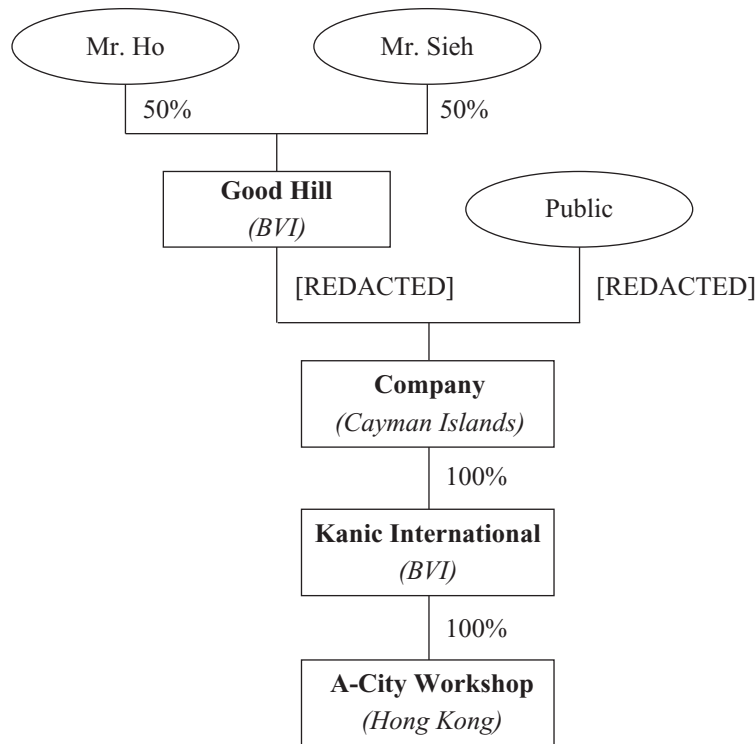 Mr. Ho
Mr. Sieh
50%
50%
Good Hill
(BVI)
Public
[REDACTED]
[REDACTED]
Company
(Cayman Islands)
100%
Kanic International
(BVI)
100%
A-City Workshop
(Hong Kong)